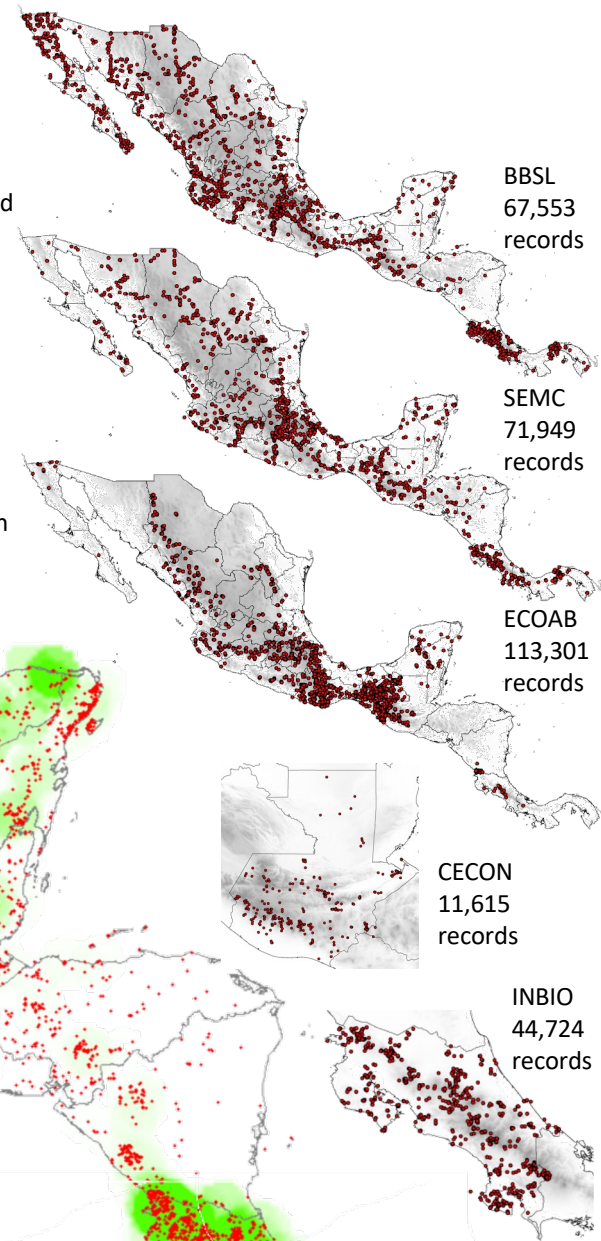 BBSL
67,553
records
d
SEMC
71,949
records
n
ECOAB
113,301
records
CECON
11,615
records
INBIO
44,724
records